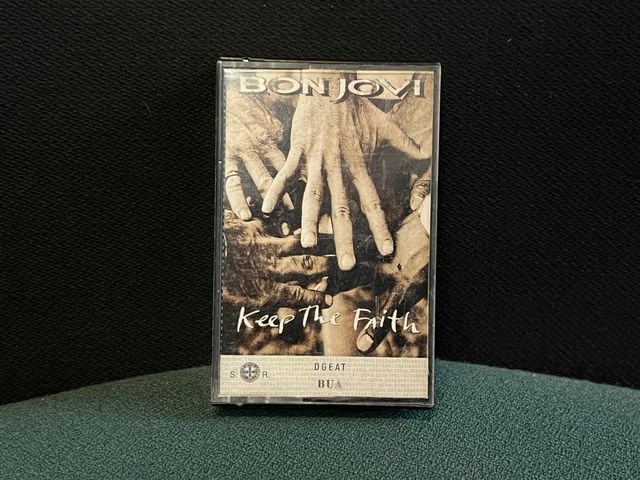 BON JOVI
Keep The Faith
DGEAT
S. R
BUA